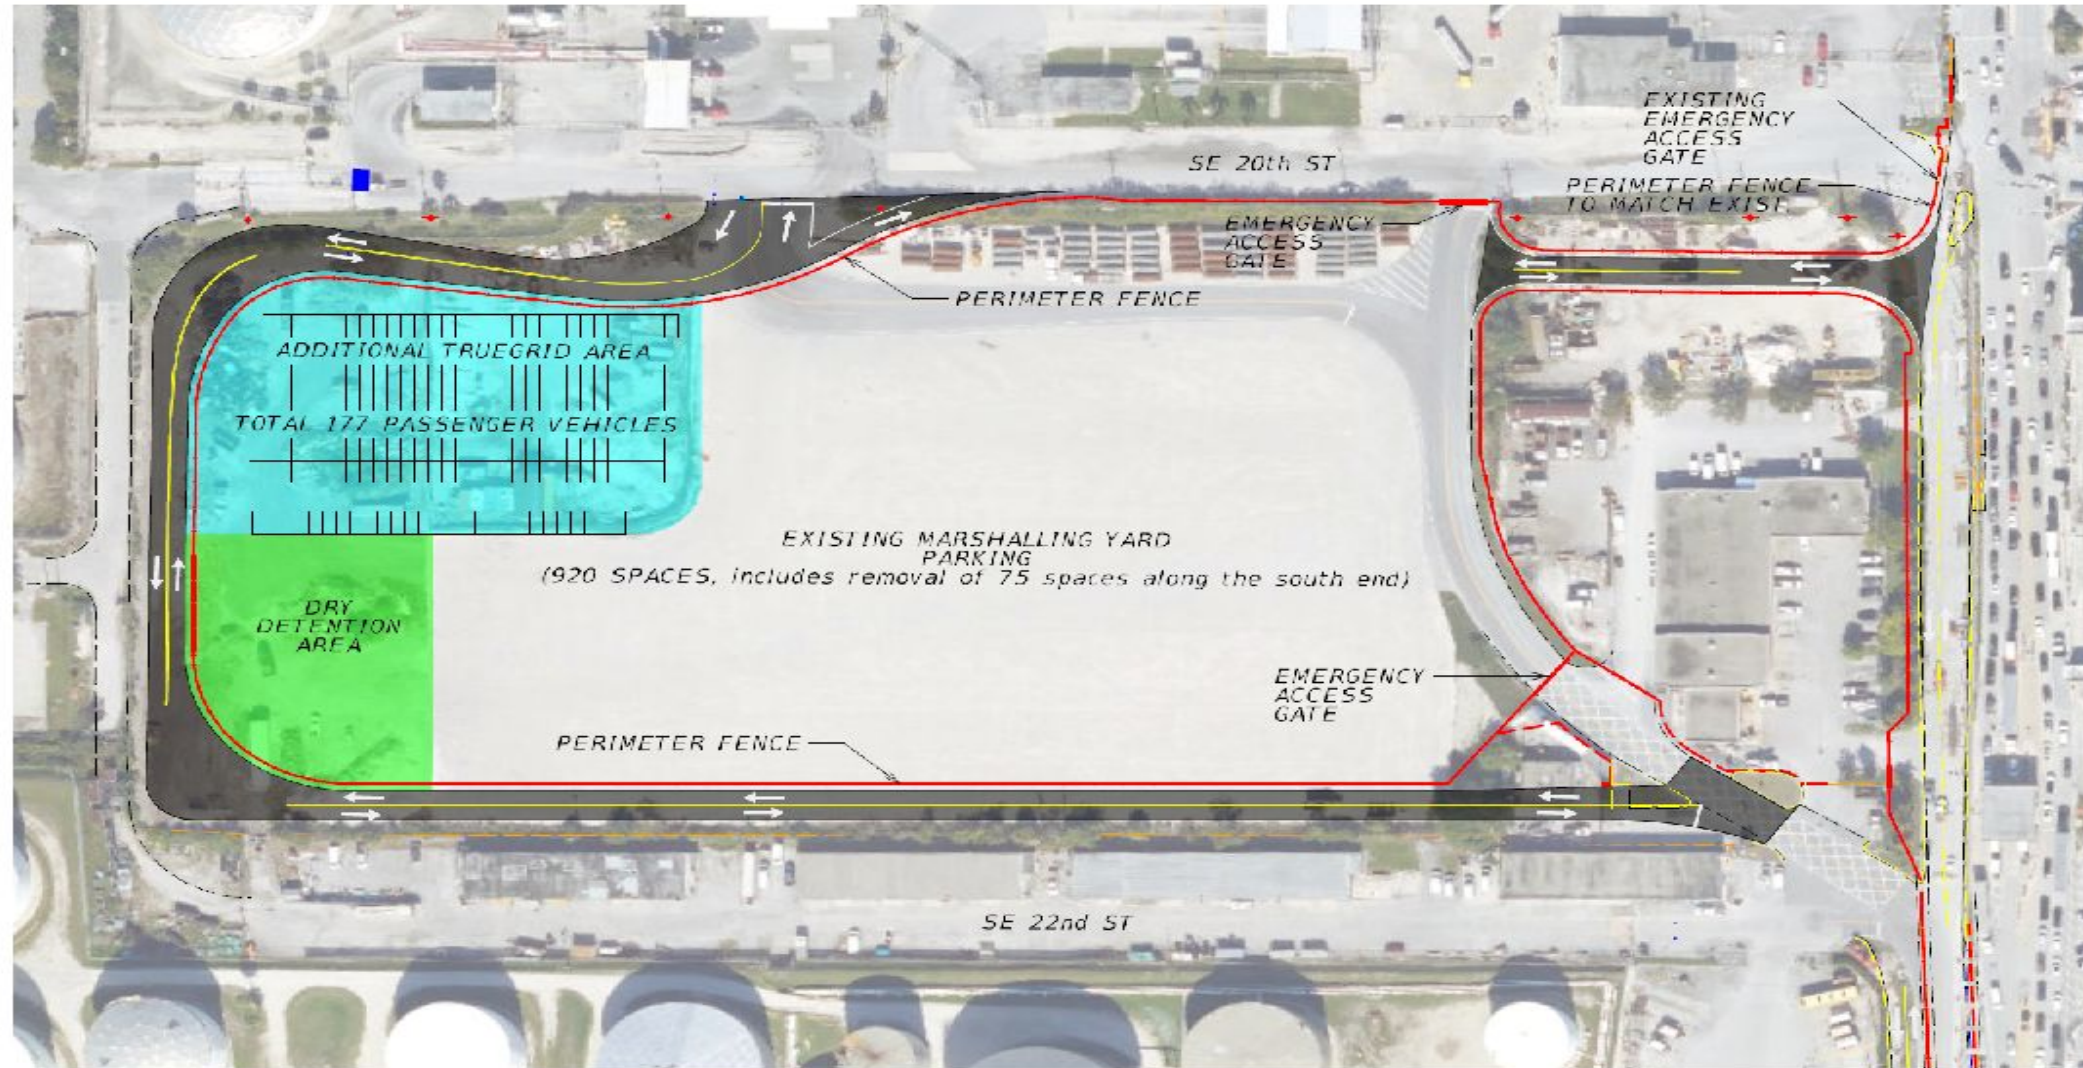 EXISTING
EMERGENCY
ACCESS
GATE
SE 20th ST
PERIMETER FENCE
TO MATCH EXIST.
EMERGENCY
ACCESS
GATE
PERIMETER FENCE
ADDITIONAL TRUEGRID AREA
TOTAL 177 PASSENGER VEHICLES
EXISTING MARSHALLING YARD
PARKING
(920 SPACES, includes removal of 75 spaces along the south end)
DRY
DETENTION
AREA
EMERGENCY
ACCESS
GATE
PERIMETER FENCE
SE 22nd ST